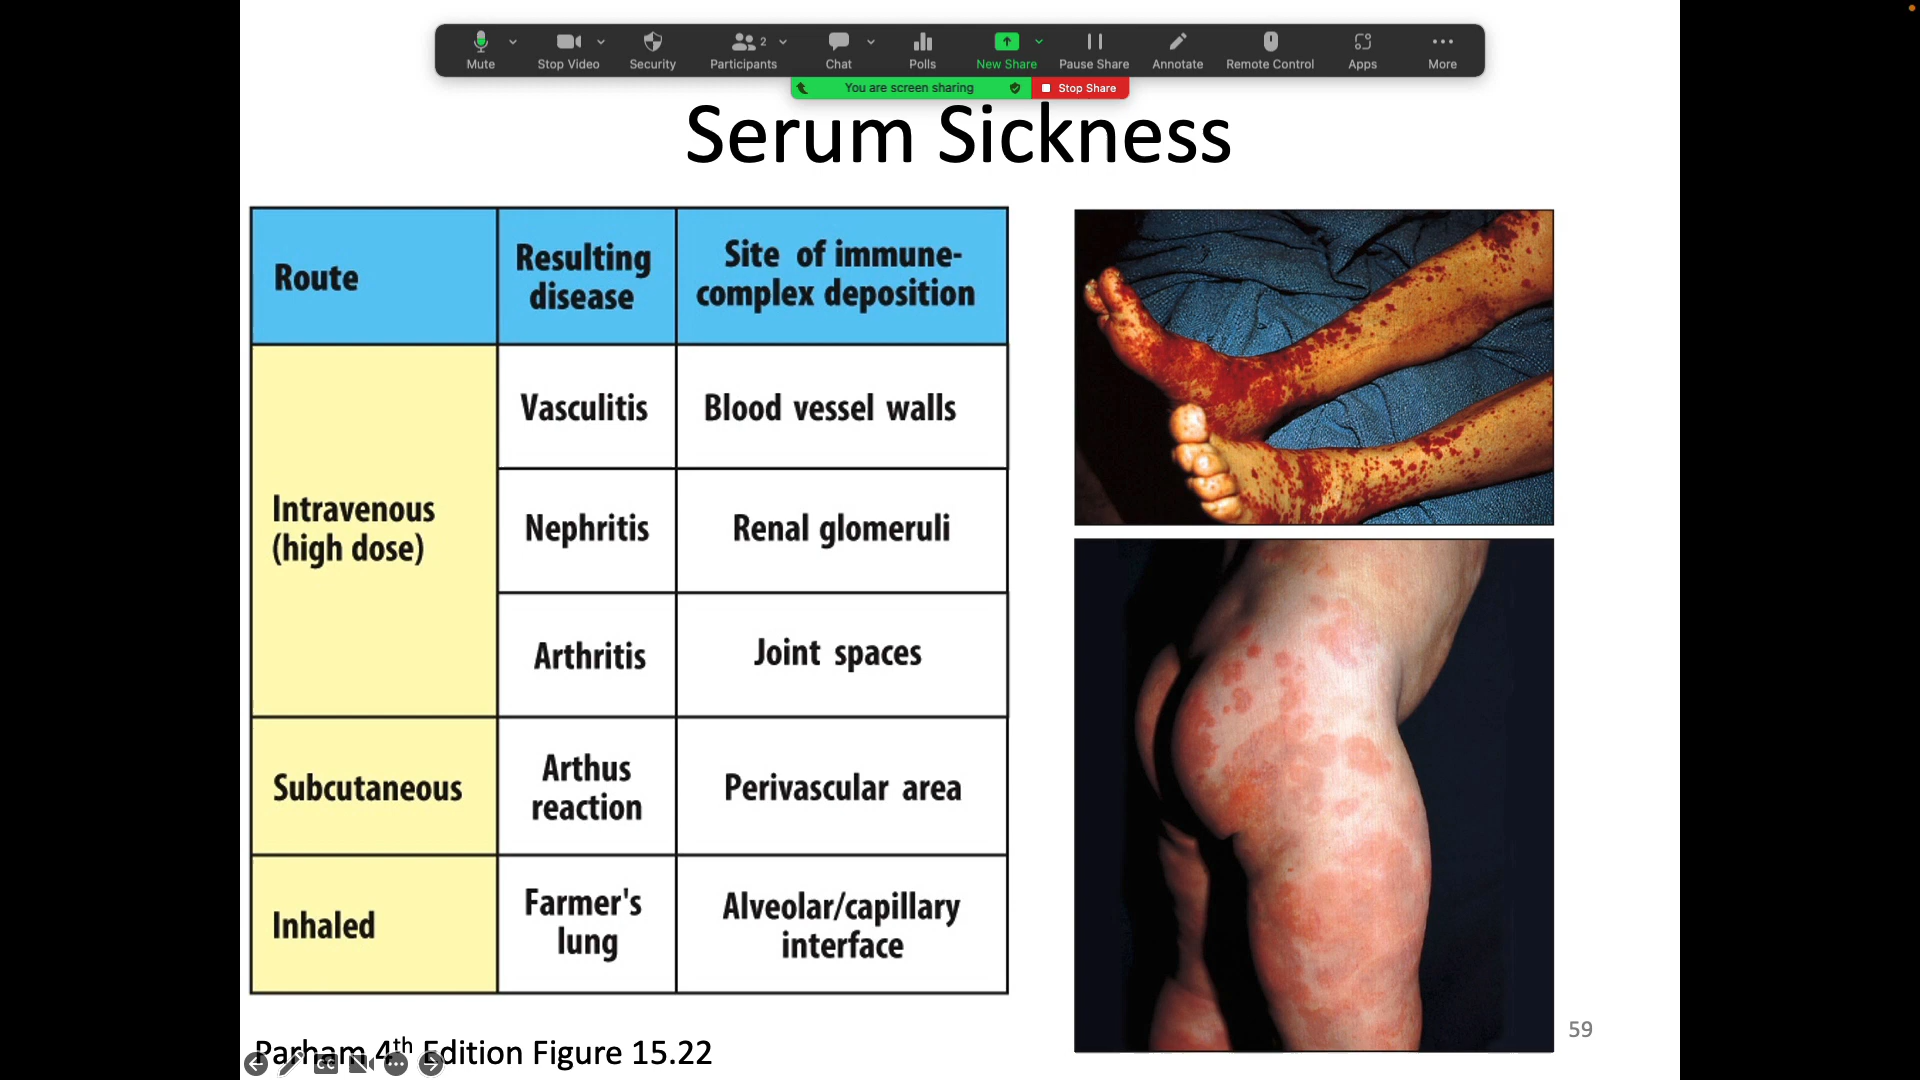 Mute
Stop Video
Security
Participants
2
Chat
Polls
New Share
Pause Share
Annotate
Remote Control
Apps
More
You are screen sharing
Stop Share
Serum Sickness
Route
Resulting
disease
Site of immune-
complex deposition
Intravenous
(high dose)
Vasculitis
Blood vessel walls
Nephritis
Renal glomeruli
Arthritis
Joint spaces
Subcutaneous
Arthus
reaction
Perivascular area
Inhaled
Farmer's
lung
Alveolar/capillary
interface
59
Parham 4th Edition Figure 15.22
CC